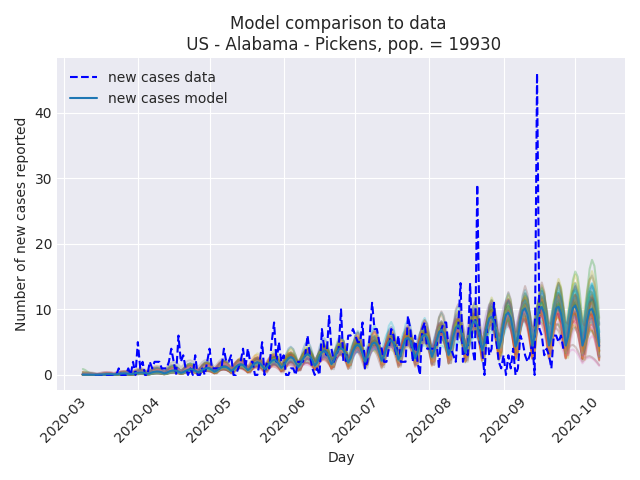 Model comparison to data
US - Alabama - Pickens, pop. = 19930
new cases data
new cases model
Number of new cases reported
40
30
20
10
0
2020-03
2020-04
2020-05
2020-06
2020-07
2020-08
2020-09
2020-10
Day